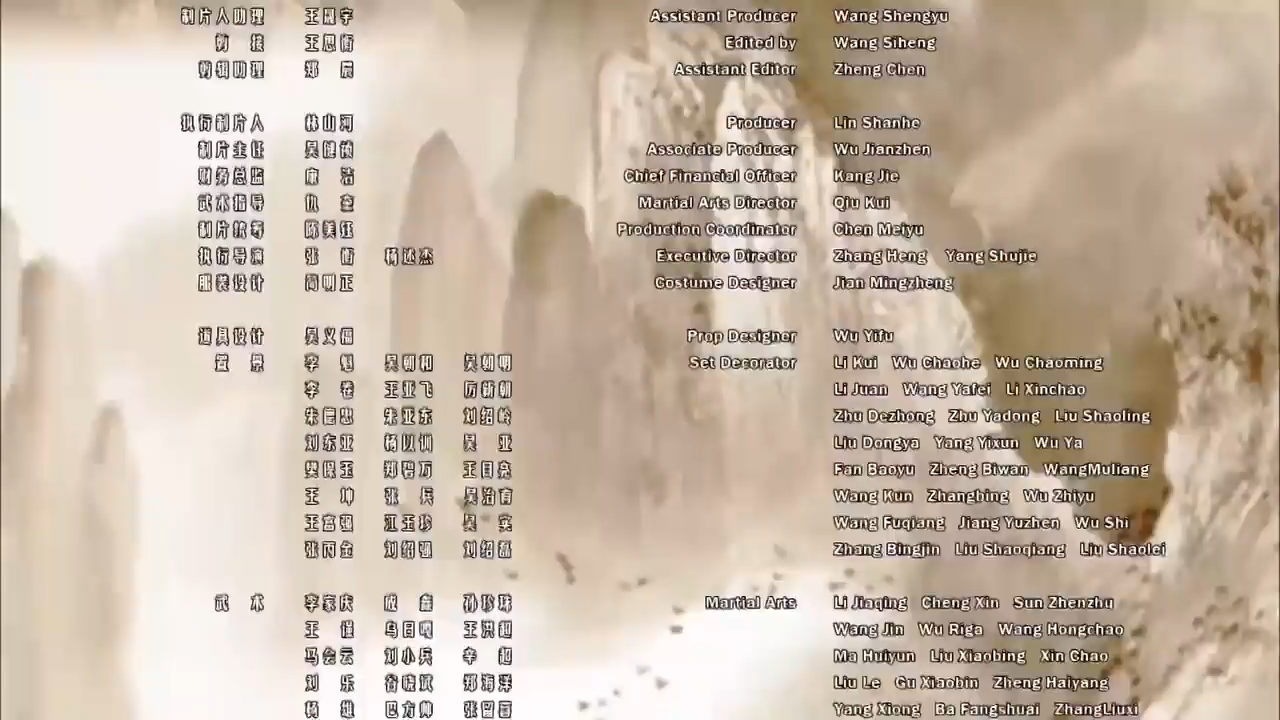 制片人助理 王晟宇 Assistant Producer Wang Shengyu
剪 接 王思衡 Edited by Wang Siheng
剪辑助理 郑 晨 Assistant Editor Zheng Chen
执行制片人 林山河 Producer Lin Shanhe
制片主任 吴健祯 Associate Producer Wu Jianzhen
财务总监 康 洁 Chief Financial Officer Kang Jie
武术指导 仇 奎 Martial Arts Director Qiu Kui
制片统筹 陈美钰 Production Coordinator Chen Meiyu
执行导演 张 衡 杨述杰 Executive Director Zhang Heng Yang Shujie
服装设计 简明正 Costume Designer Jian Mingzheng
道具设计 吴义福 Prop Designer Wu Yifu
置 景 李 魁 吴朝和 吴朝明 Set Decorator Li Kui Wu Chaohe Wu Chaoming
李 卷 王亚飞 厉新朝 Li Juan Wang Yafei Li Xinchao
朱德忠 朱亚东 刘绍岭 Zhu Dezhong Zhu Yadong Liu Shaoling
刘东亚 杨以训 吴 亚 Liu Dongya Yang Yixun Wu Ya
樊保玉 郑碧万 王目亮 Fan Baoyu Zheng Biwan WangMuliang
王 坤 张 兵 吴治育 Wang Kun Zhangbing Wu Zhiyu
王富强 江玉珍 吴 实 Wang Fuqiang Jiang Yuzhen Wu Shi
张丙金 刘绍强 刘绍磊 Zhang Bingjin Liu Shaoqiang Liu Shaolei
武 术 李家庆 成 鑫 孙珍珠 Martial Arts Li Jiaqing Cheng Xin Sun Zhenzhu
王 瑾 乌日嘎 王洪超 Wang Jin Wu Riga Wang Hongchao
马会云 刘小兵 辛 超 Ma Huiyun Liu Xiaobing Xin Chao
刘 乐 谷晓斌 郑海洋 Liu Le Gu Xiaobin Zheng Haiyang
杨 雄 巴方帅 张留喜 Yang Xiong Ba Fangshuai ZhangLiuxi